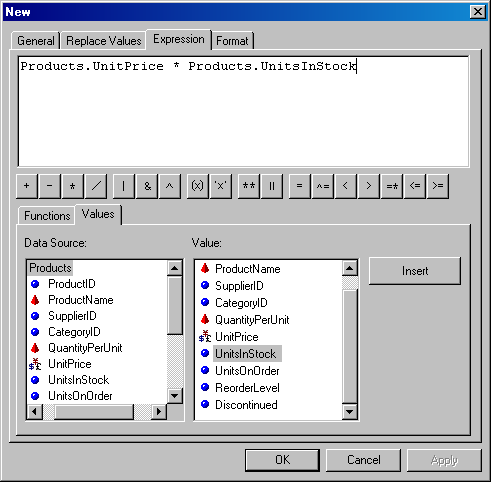 New
General Replace Values Expression Format
Products.UnitPrice * Products.UnitsInStock
+ - * / | & ^ (x) 'x' ** || = ^= < > =* <= >=
Functions Values
Data Source: Value:
Products
ProductID
ProductName
SupplierID
CategoryID
QuantityPerUnit
UnitPrice
UnitsInStock
UnitsOnOrder
ProductName
SupplierID
CategoryID
QuantityPerUnit
UnitPrice
UnitsInStock
UnitsOnOrder
ReorderLevel
Discontinued
Insert
OK Cancel Apply